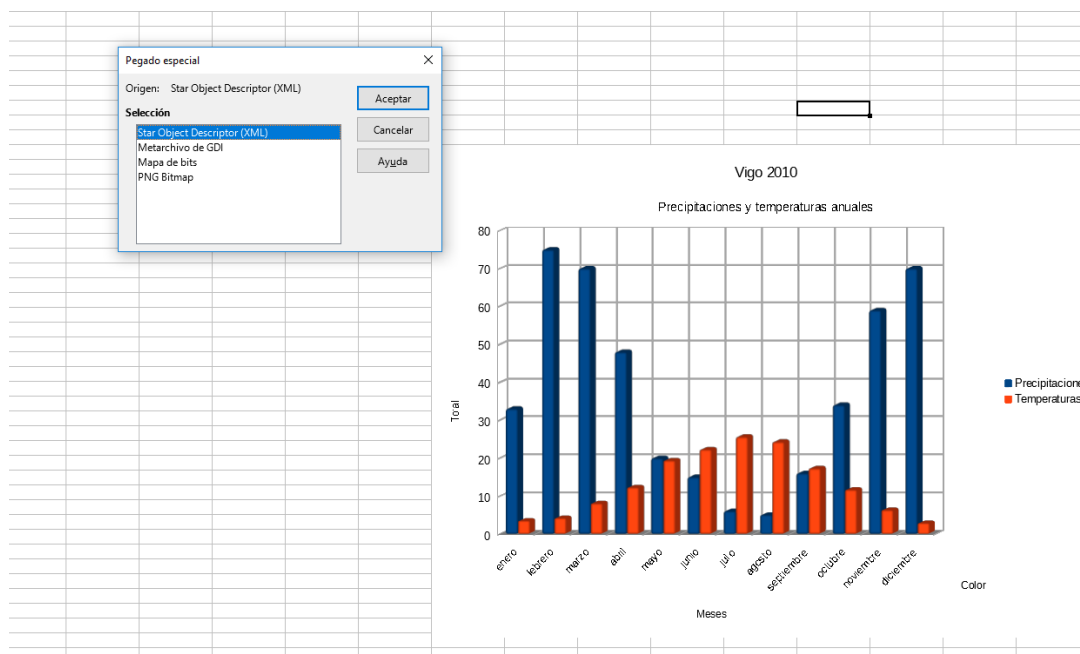 Pegado especial
Origen: Star Object Descriptor (XML)
Selección
Star Object Descriptor (XML)
Metarchivo de GDI
Mapa de bits
PNG Bitmap
Aceptar
Cancelar
Ayuda
Vigo 2010
Precipitaciones y temperaturas anuales
80
70
60
50
40
30
20
10
0
Total
enero
febrero
marzo
abril
mayo
junio
julio
agosto
septiembre
octubre
noviembre
diciembre
Meses
Color
Precipitacione
Temperaturas